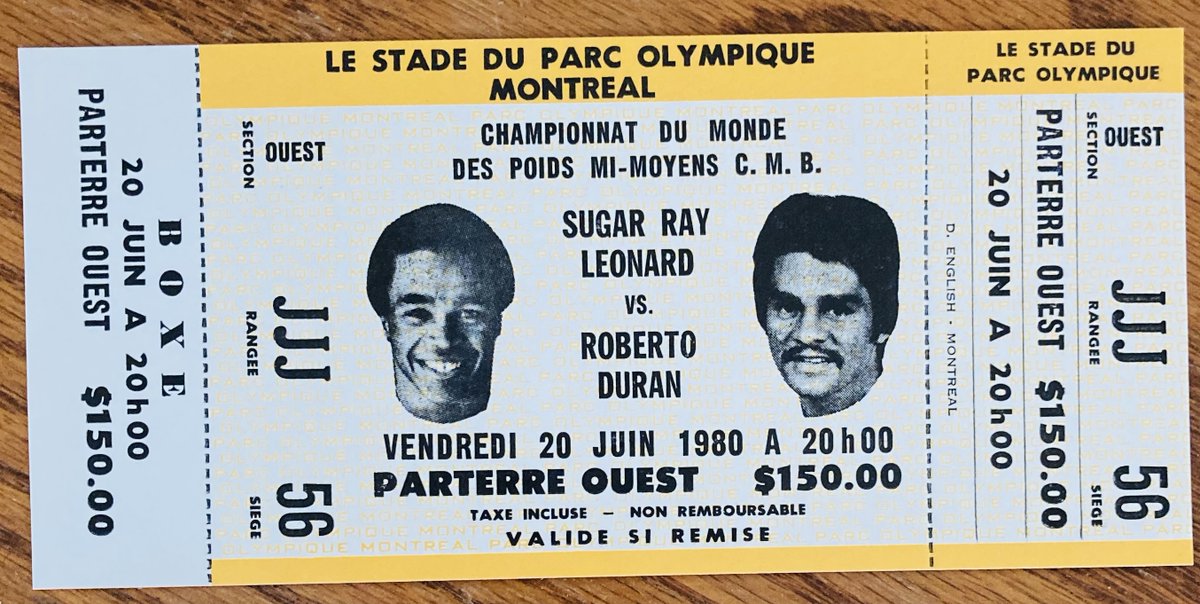 BOXE
20 JUIN A 20h00
PARTERRE OUEST $150.00
LE STADE DU PARC OLYMPIQUE
MONTREAL
SECTION OUEST
RANGEE JJJ
SIEGE 56
CHAMPIONNAT DU MONDE
DES POIDS MI-MOYENS C. M. B.
SUGAR RAY
LEONARD
VS.
ROBERTO
DURAN
VENDREDI 20 JUIN 1980 A 20h00
PARTERRE OUEST $150.00
TAXE INCLUSE – NON REMBOURSABLE
VALIDE SI REMISE
D. ENGLISH - MONTREAL
LE STADE DU
PARC OLYMPIQUE
SECTION OUEST
RANGEE JJJ
SIEGE 56
PARTERRE OUEST $150.00
20 JUIN A 20h00